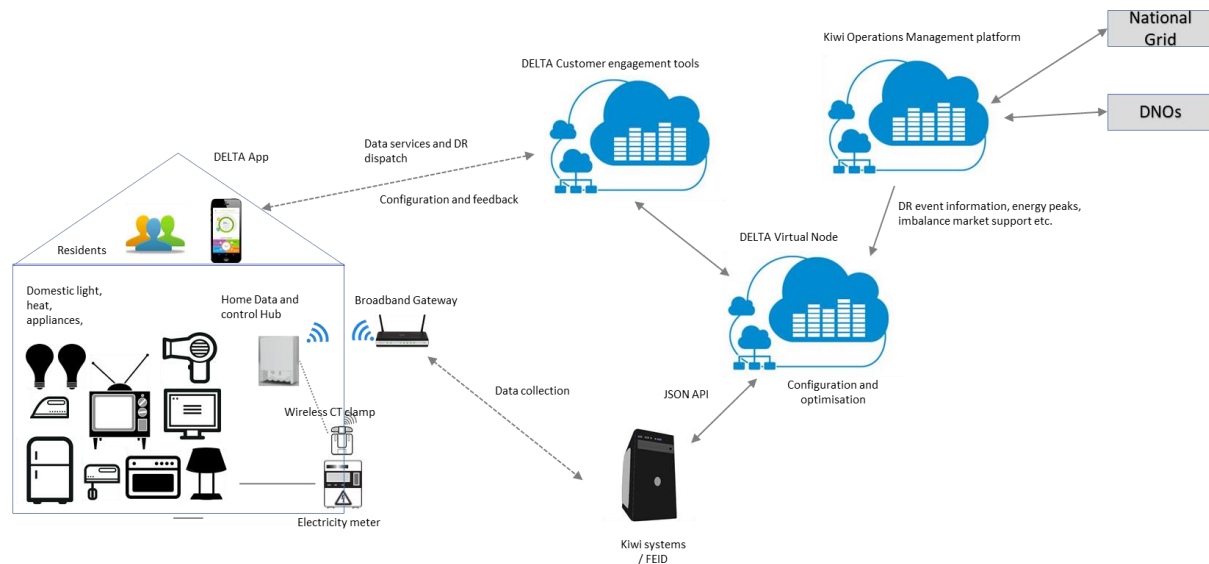 National
Grid
Kiwi Operations Management platform
DELTA Customer engagement tools
DNOs
Data services and DR
dispatch
DELTA App
Configuration and feedback
DR event information, energy peaks,
imbalance market support etc.
Residents
DELTA Virtual Node
Domestic light,
heat,
appliances,
Home Data and
control Hub
Broadband Gateway
Data collection
JSON API
Configuration and
optimisation
Wireless CT clamp
Electricity meter
Kiwi systems
/ FEID